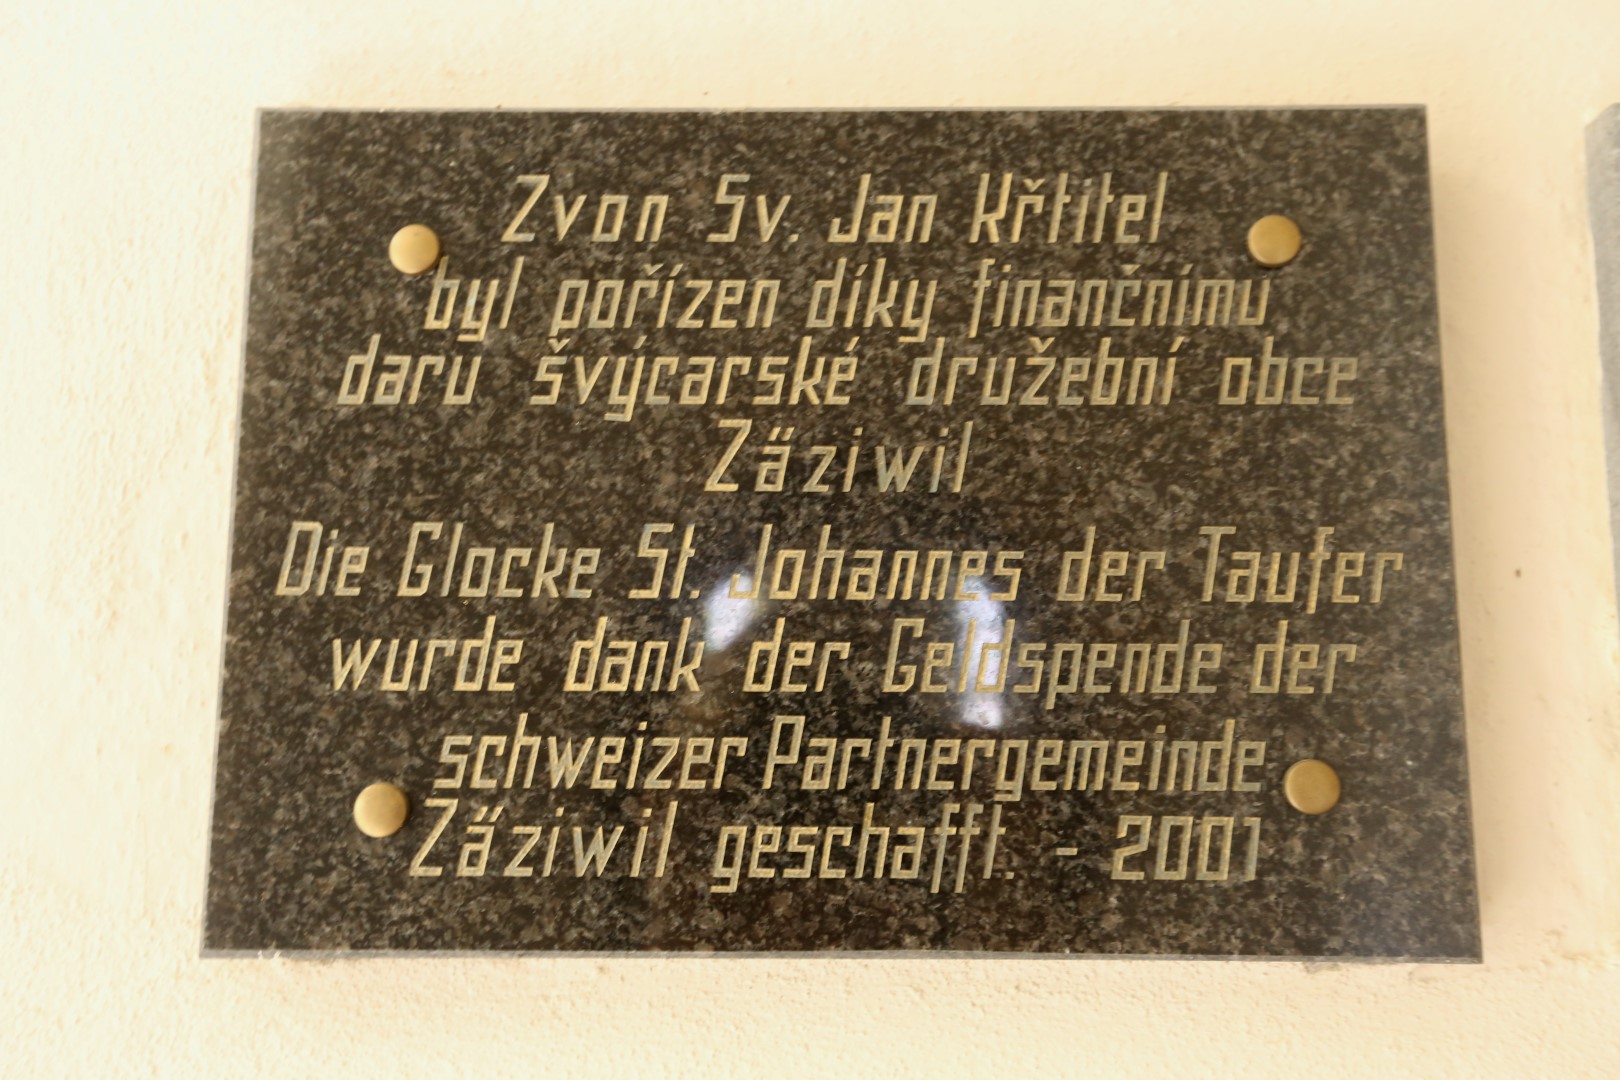 Zvon Sv. Jan Křtitel
byl pořízen díky finančnímu
daru švýcarské družební obce
Zäziwil
Die Glocke St. Johannes der Taufer
wurde dank der Geldspende der
schweizer Partnergemeinde
Zäziwil geschafft. - 2001